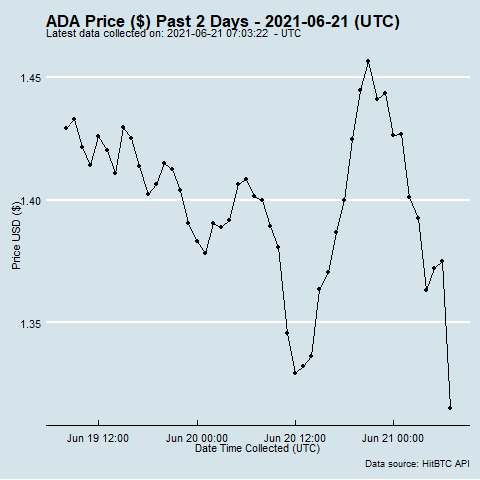 ADA Price ($) Past 2 Days - 2021-06-21 (UTC)
Latest data collected on: 2021-06-21 07:03:22  - UTC
1.45
1.40
1.35
Price USD ($)
Jun 19 12:00 Jun 20 00:00 Jun 20 12:00 Jun 21 00:00
Date Time Collected (UTC)
Data source: HitBTC API